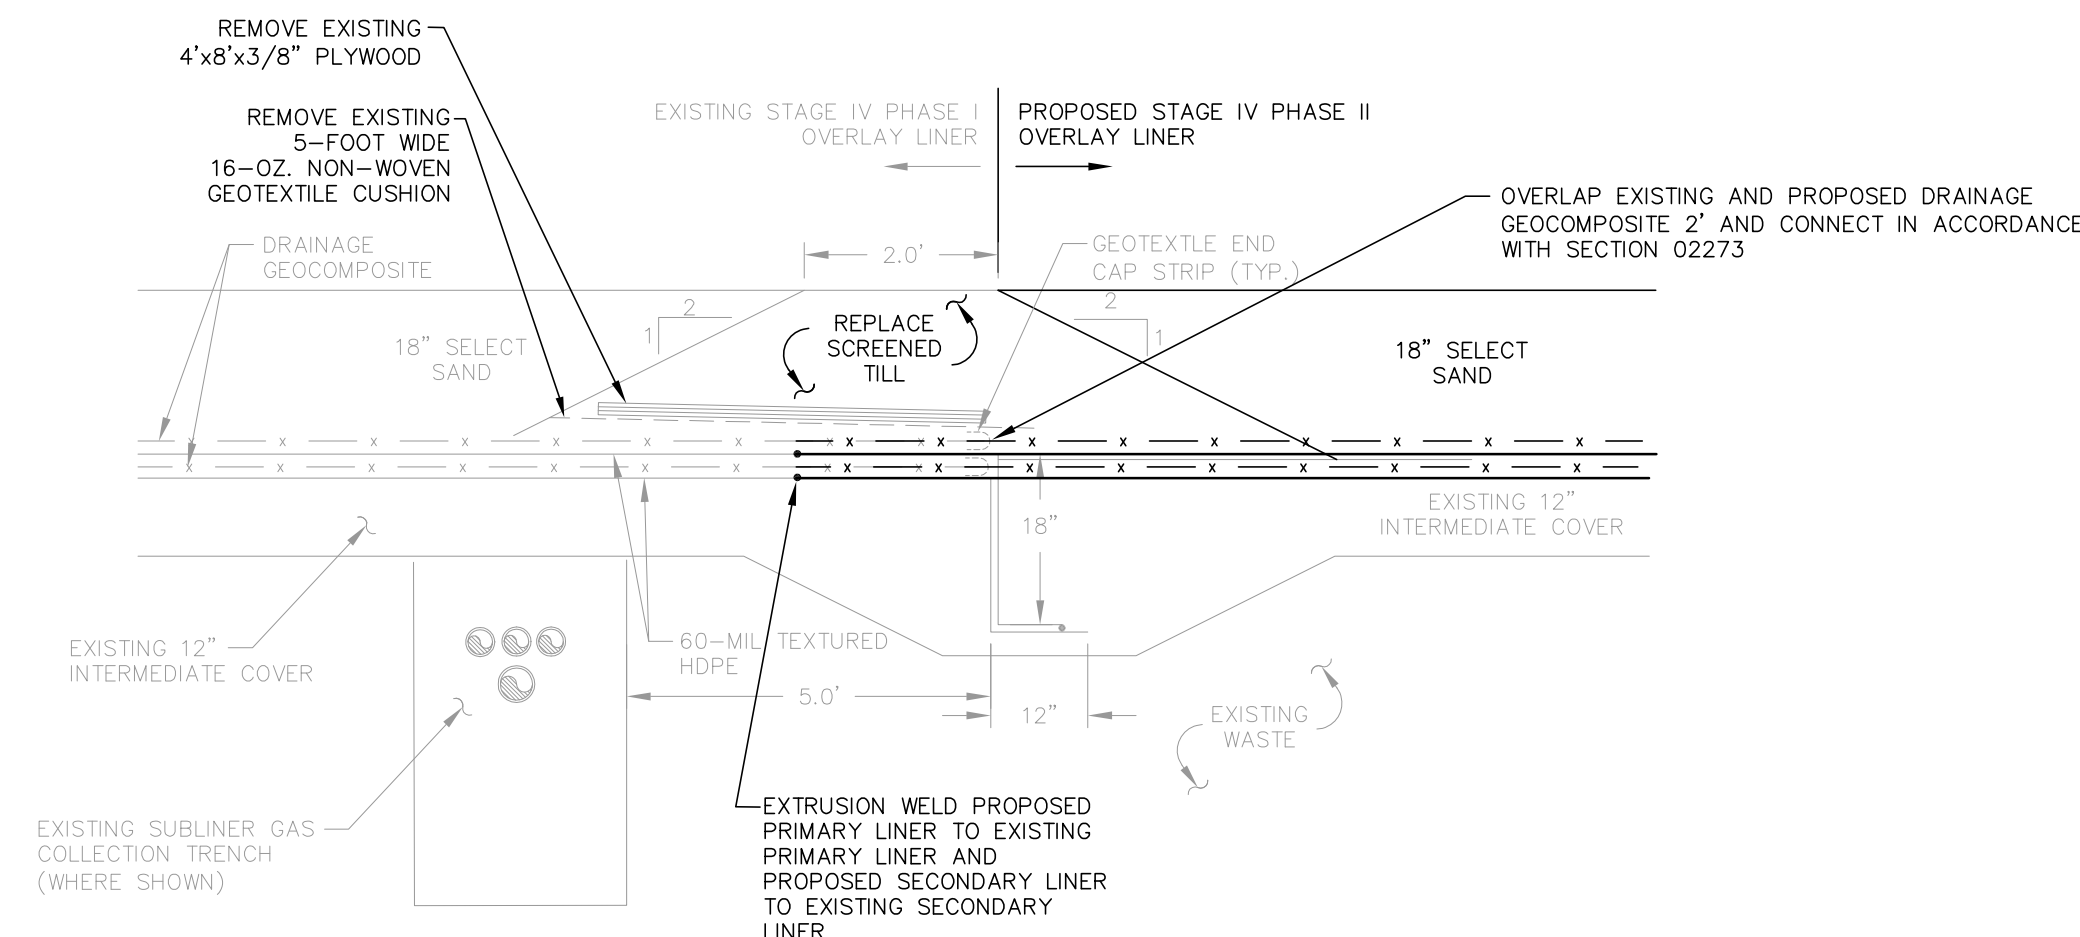 REMOVE EXISTING
4'x8'x3/8" PLYWOOD
REMOVE EXISTING
5-FOOT WIDE
16-OZ. NON-WOVEN
GEOTEXTILE CUSHION
EXISTING STAGE IV PHASE I
OVERLAY LINER
PROPOSED STAGE IV PHASE II
OVERLAY LINER
OVERLAP EXISTING AND PROPOSED DRAINAGE
GEOCOMPOSITE 2' AND CONNECT IN ACCORDANCE
WITH SECTION 02273
DRAINAGE
GEOCOMPOSITE
2.0'
GEOTEXTLE END
CAP STRIP (TYP.)
2
1
2
1
18" SELECT
SAND
REPLACE
SCREENED
TILL
18" SELECT
SAND
18"
EXISTING 12"
INTERMEDIATE COVER
EXISTING 12"
INTERMEDIATE COVER
60-MIL TEXTURED
HDPE
5.0'
12"
EXISTING
WASTE
EXISTING SUBLINER GAS
COLLECTION TRENCH
(WHERE SHOWN)
EXTRUSION WELD PROPOSED
PRIMARY LINER TO EXISTING
PRIMARY LINER AND
PROPOSED SECONDARY LINER
TO EXISTING SECONDARY
LINER